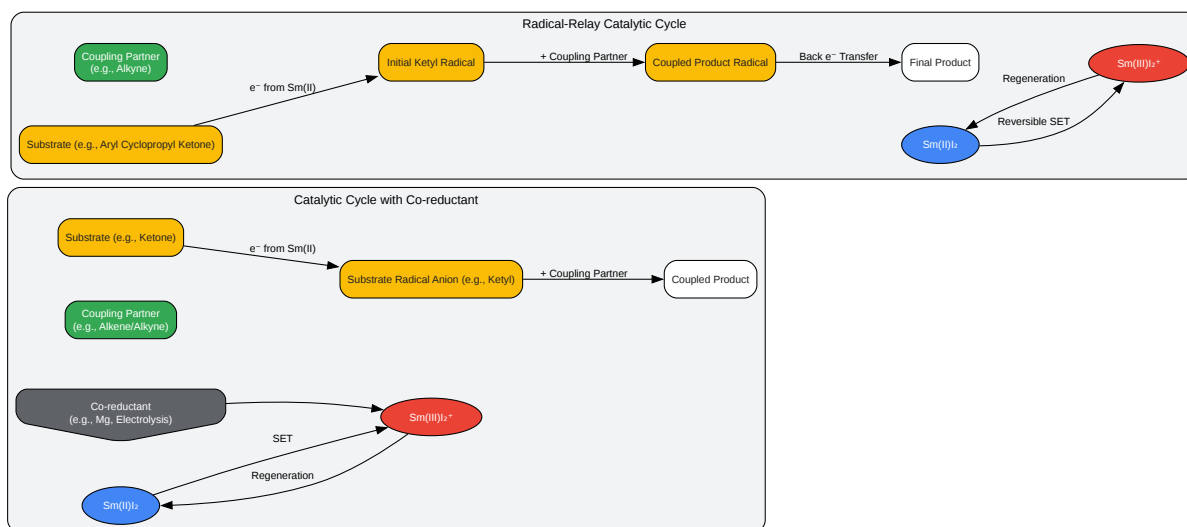 Radical-Relay Catalytic Cycle
Coupling Partner
(e.g., Alkyne)
Initial Ketyl Radical
+ Coupling Partner
Coupled Product Radical
Back e⁻ Transfer
Final Product
Sm(III)I₂⁺
Regeneration
e⁻ from Sm(II)
Reversible SET
Substrate (e.g., Aryl Cyclopropyl Ketone)
Sm(II)I₂
Catalytic Cycle with Co-reductant
Substrate (e.g., Ketone)
e⁻ from Sm(II)
Substrate Radical Anion (e.g., Ketyl)
+ Coupling Partner
Coupled Product
Coupling Partner
(e.g., Alkene/Alkyne)
Co-reductant
(e.g., Mg, Electrolysis)
Sm(III)I₂⁺
SET
Regeneration
Sm(II)I₂